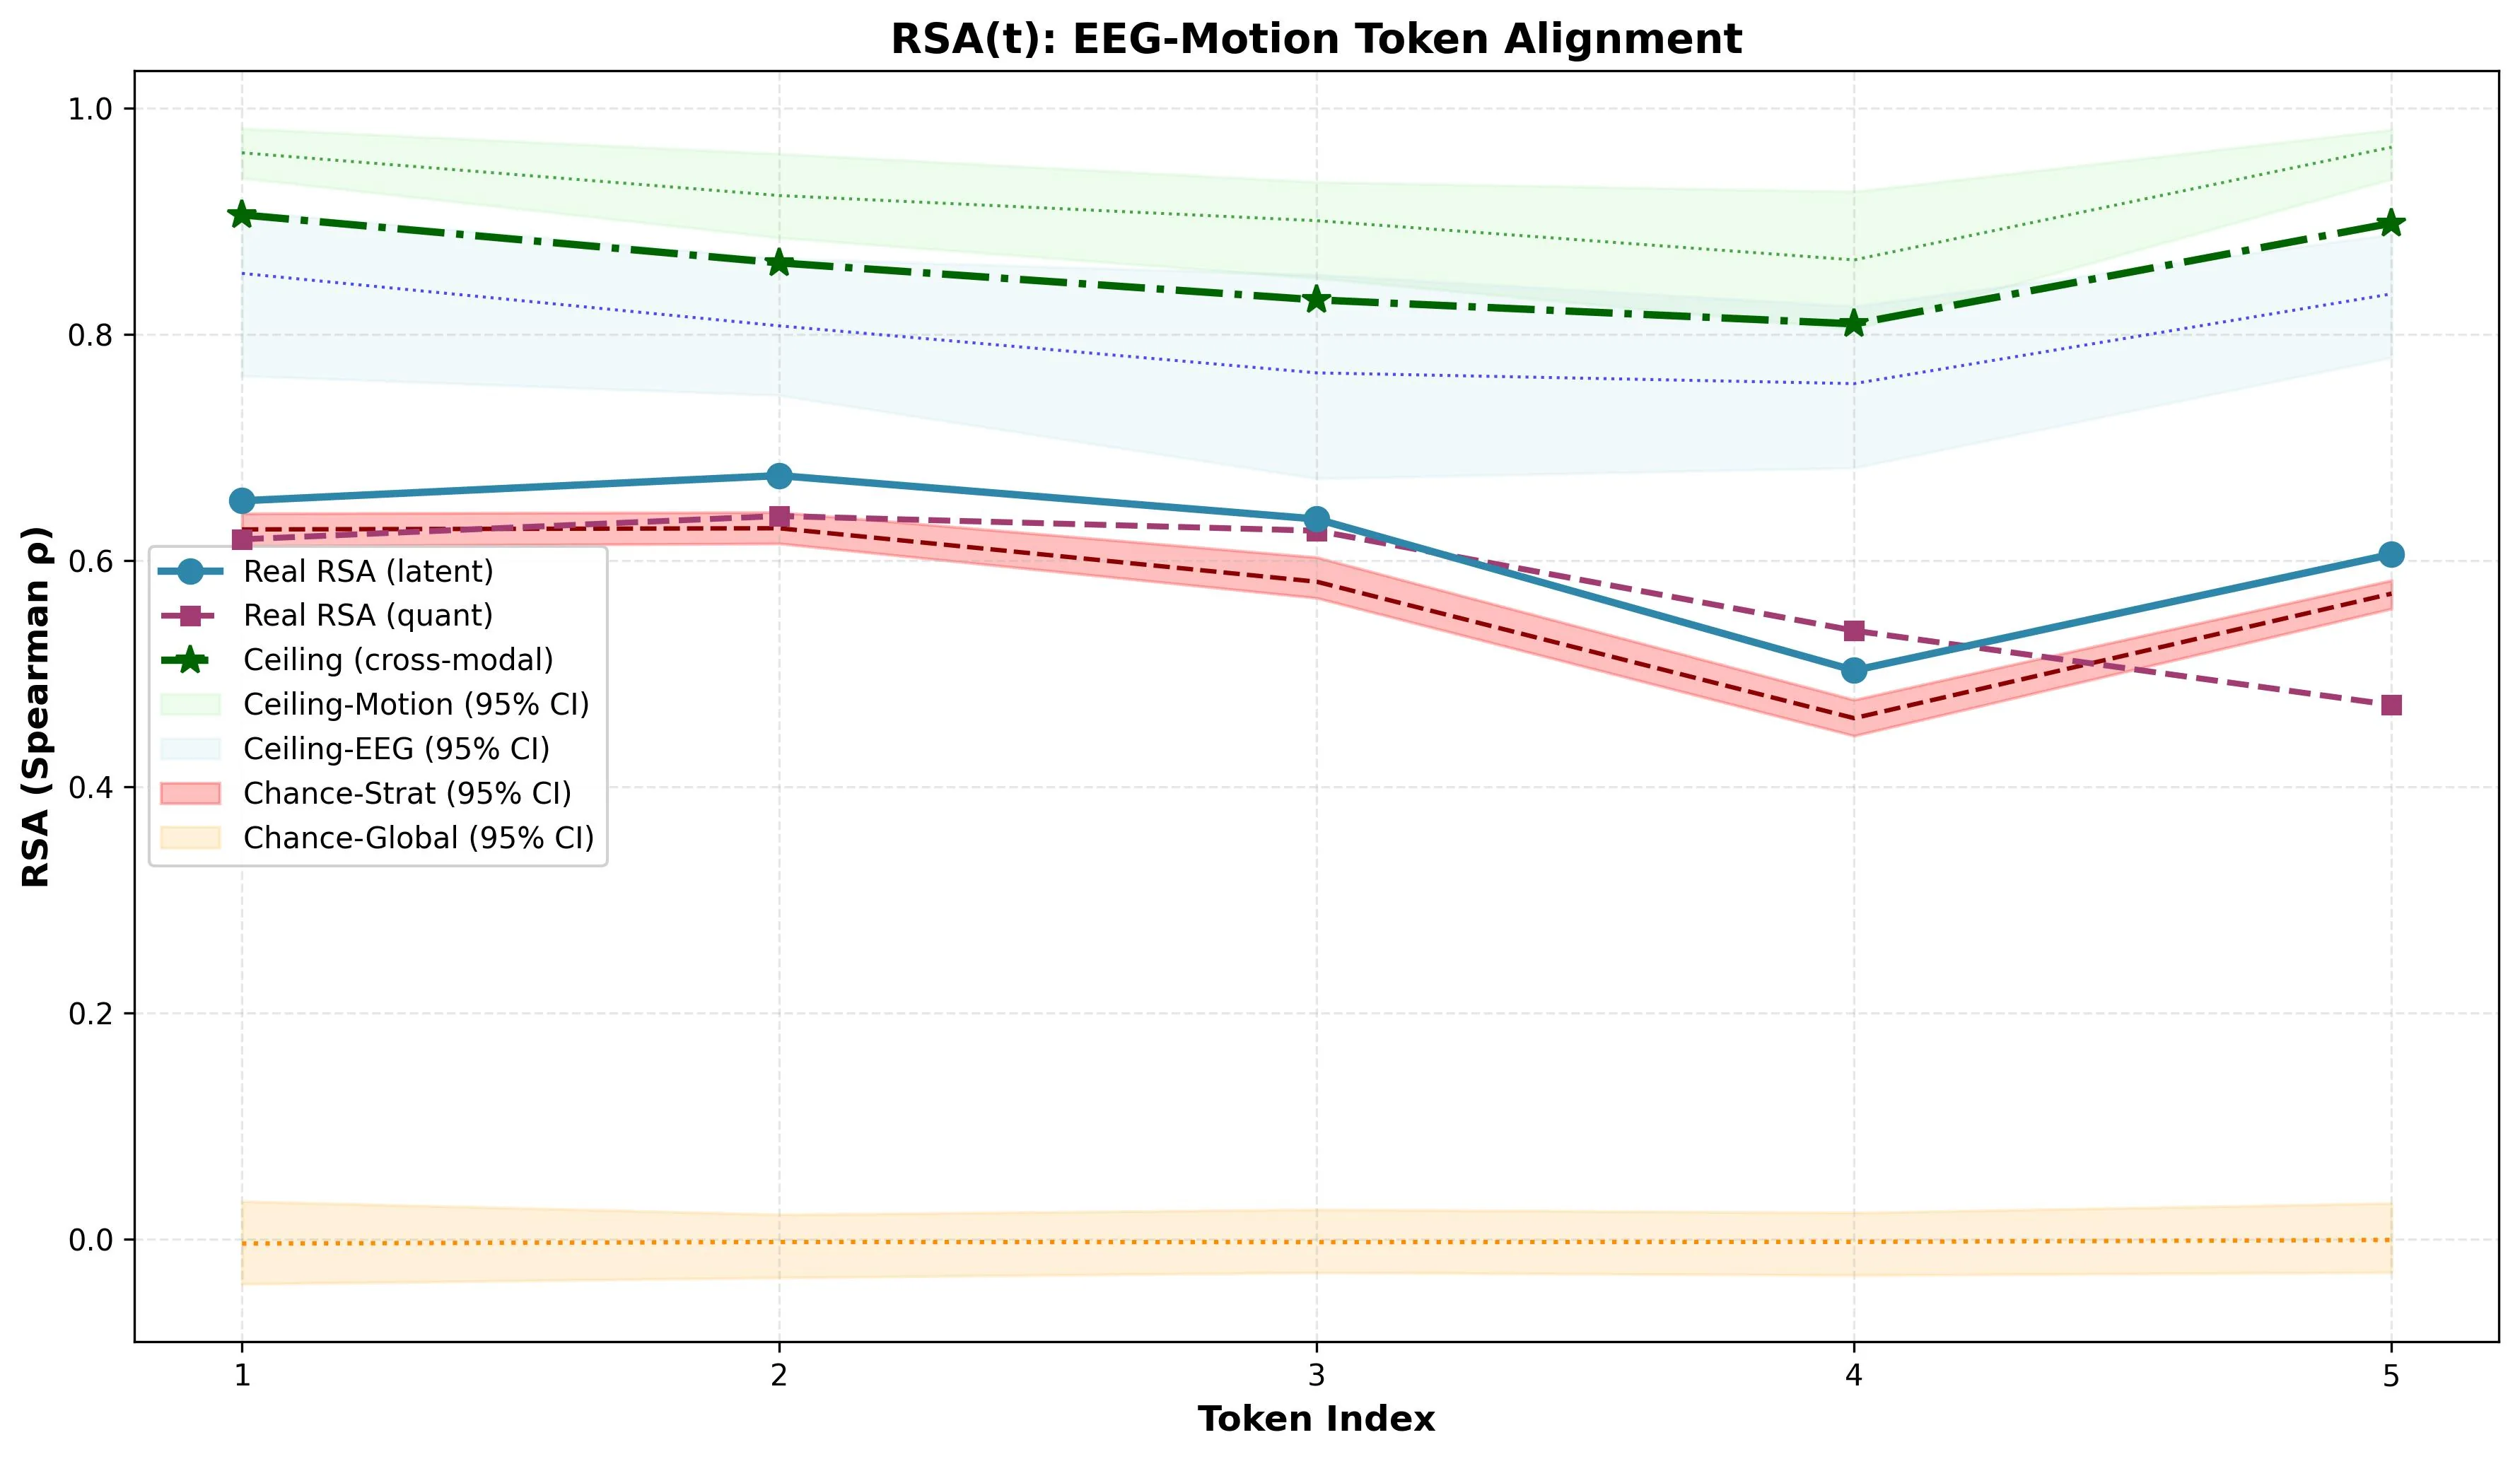 RSA(t): EEG-Motion Token Alignment
RSA (Spearman ρ)
1.0
0.8
0.6
0.4
0.2
0.0
Real RSA (latent)
Real RSA (quant)
Ceiling (cross-modal)
Ceiling-Motion (95% CI)
Ceiling-EEG (95% CI)
Chance-Strat (95% CI)
Chance-Global (95% CI)
1 2 3 4 5
Token Index